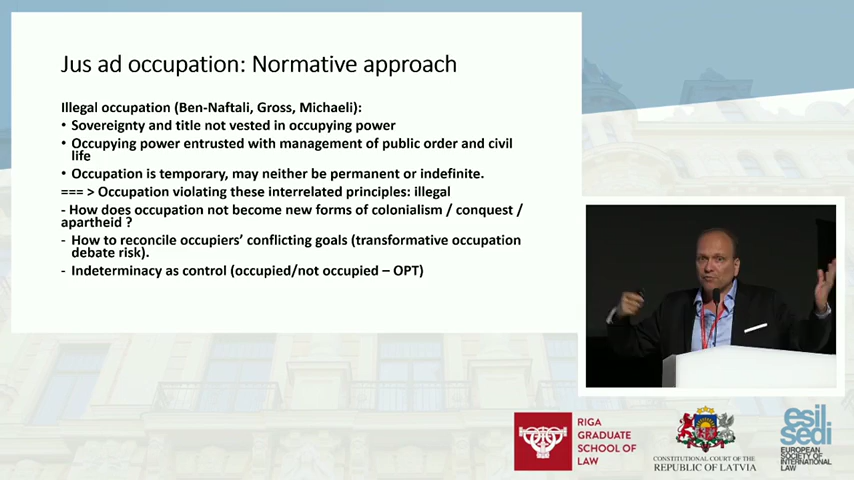 Jus ad occupation: Normative approach
Illegal occupation (Ben-Naftali, Gross, Michaeli):
• Sovereignty and title not vested in occupying power
• Occupying power entrusted with management of public order and civil
life
• Occupation is temporary, may neither be permanent or indefinite.
=== > Occupation violating these interrelated principles: illegal
- How does occupation not become new forms of colonialism / conquest /
apartheid ?
- How to reconcile occupiers’ conflicting goals (transformative occupation
debate risk).
- Indeterminacy as control (occupied/not occupied – OPT)
RIGA
GRADUATE
SCHOOL OF
LAW
CONSTITUTIONAL COURT OF THE
REPUBLIC OF LATVIA
esil
sedi
EUROPEAN
SOCIETY OF
INTERNATIONAL
LAW